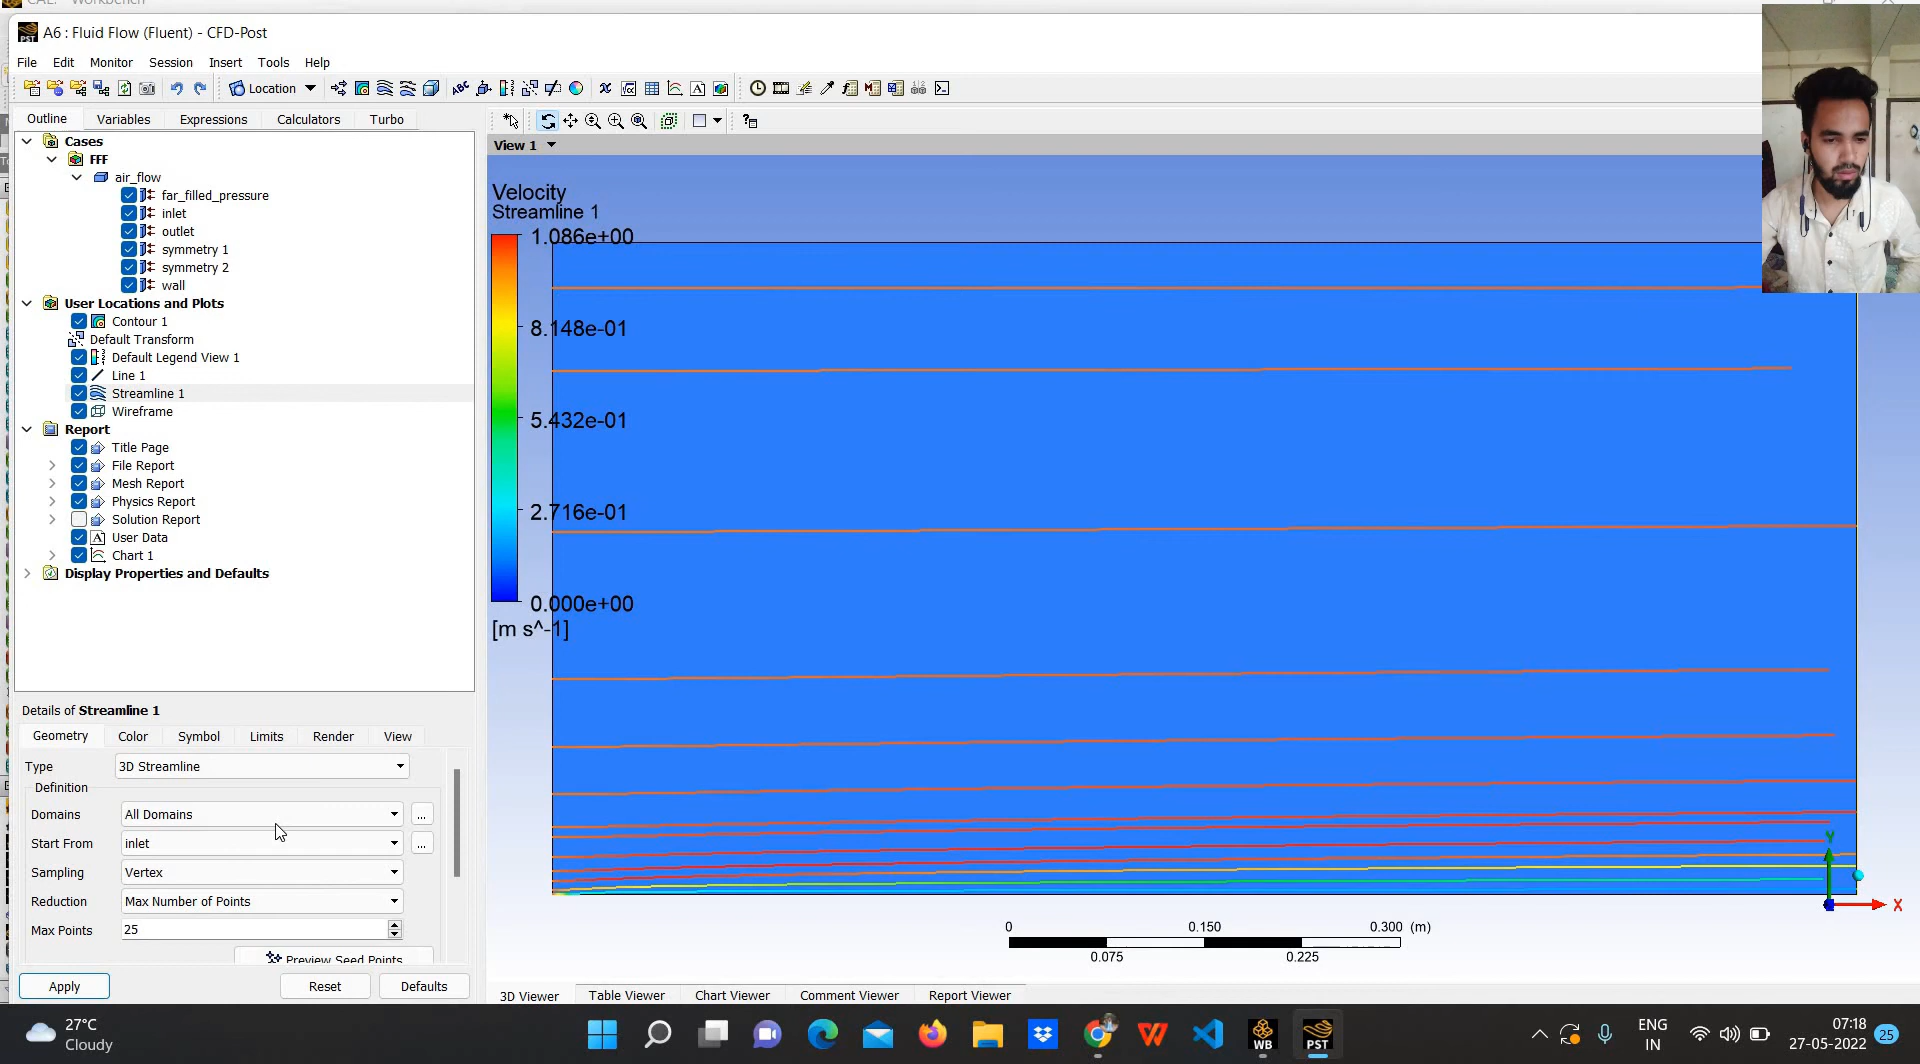 A6 : Fluid Flow (Fluent) - CFD-Post
File Edit Monitor Session Insert Tools Help
Location
Outline Variables Expressions Calculators Turbo
Cases
FFF
air_flow
far_filled_pressure
inlet
outlet
symmetry 1
symmetry 2
wall
User Locations and Plots
Contour 1
Default Transform
Default Legend View 1
Line 1
Streamline 1
Wireframe
Report
Title Page
File Report
Mesh Report
Physics Report
Solution Report
User Data
Chart 1
Display Properties and Defaults
Details of Streamline 1
Geometry Color Symbol Limits Render View
Type 3D Streamline
Definition
Domains All Domains ...
Start From inlet ...
Sampling Vertex
Reduction Max Number of Points
Max Points 25
Preview Seed Points
Apply Reset Defaults
View 1
Velocity
Streamline 1
1.086e+00
8.148e-01
5.432e-01
2.716e-01
0.000e+00
[m s^-1]
Y
X
0 0.150 0.300 (m)
0.075 0.225
3D Viewer Table Viewer Chart Viewer Comment Viewer Report Viewer
27°C
Cloudy
WB
PST
ENG
IN
07:18
27-05-2022
25